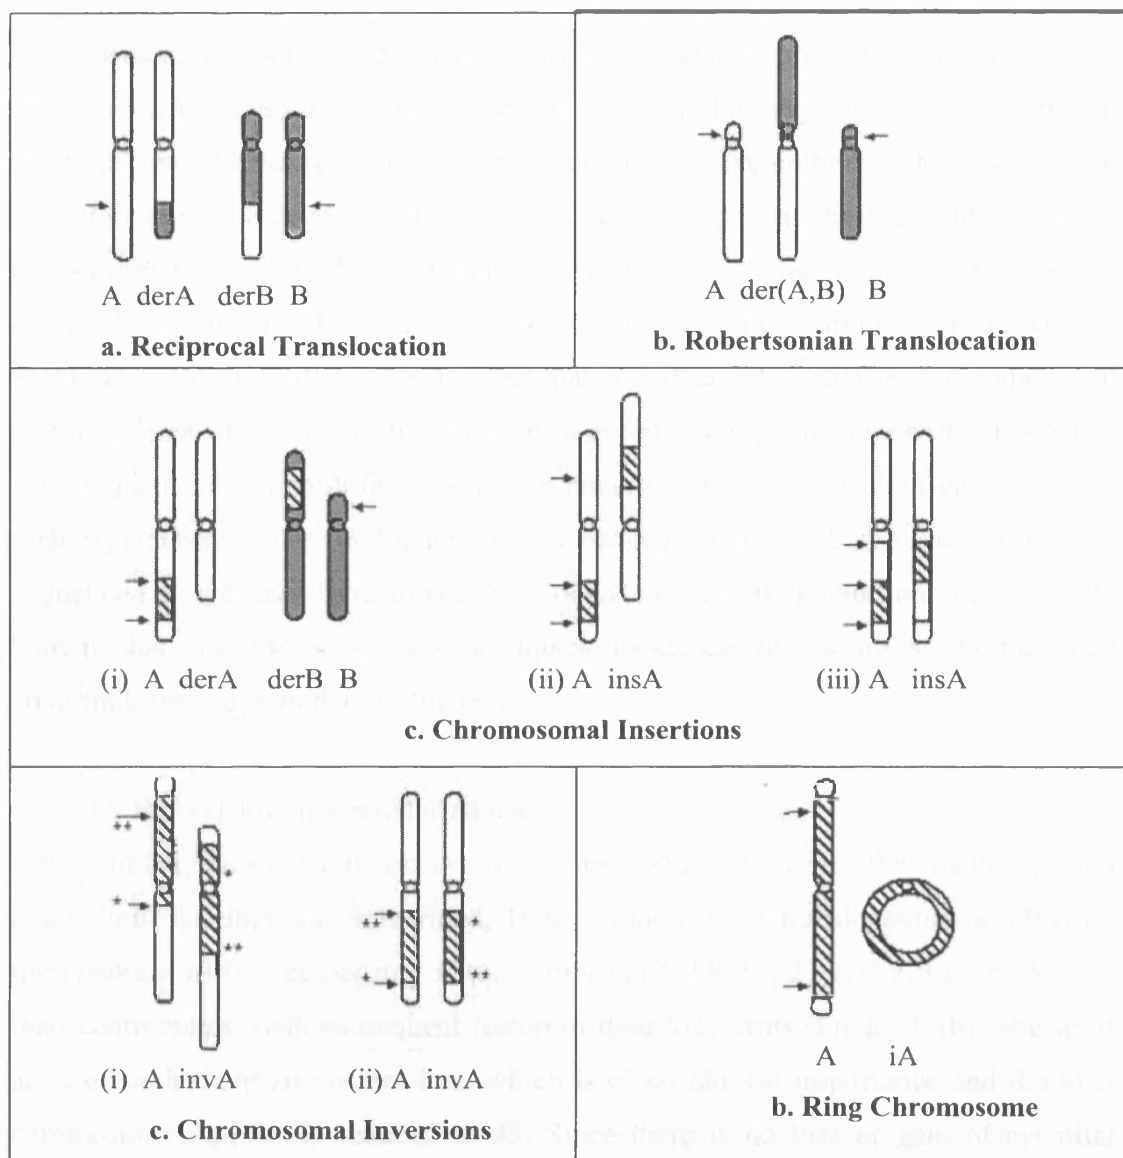 A derA derB B
a. Reciprocal Translocation
A der(A,B) B
b. Robertsonian Translocation
(i) A derA derB B
(ii) A insA
(iii) A insA
c. Chromosomal Insertions
** * * **
(i) A invA
** * * **
(ii) A invA
c. Chromosomal Inversions
A iA
b. Ring Chromosome